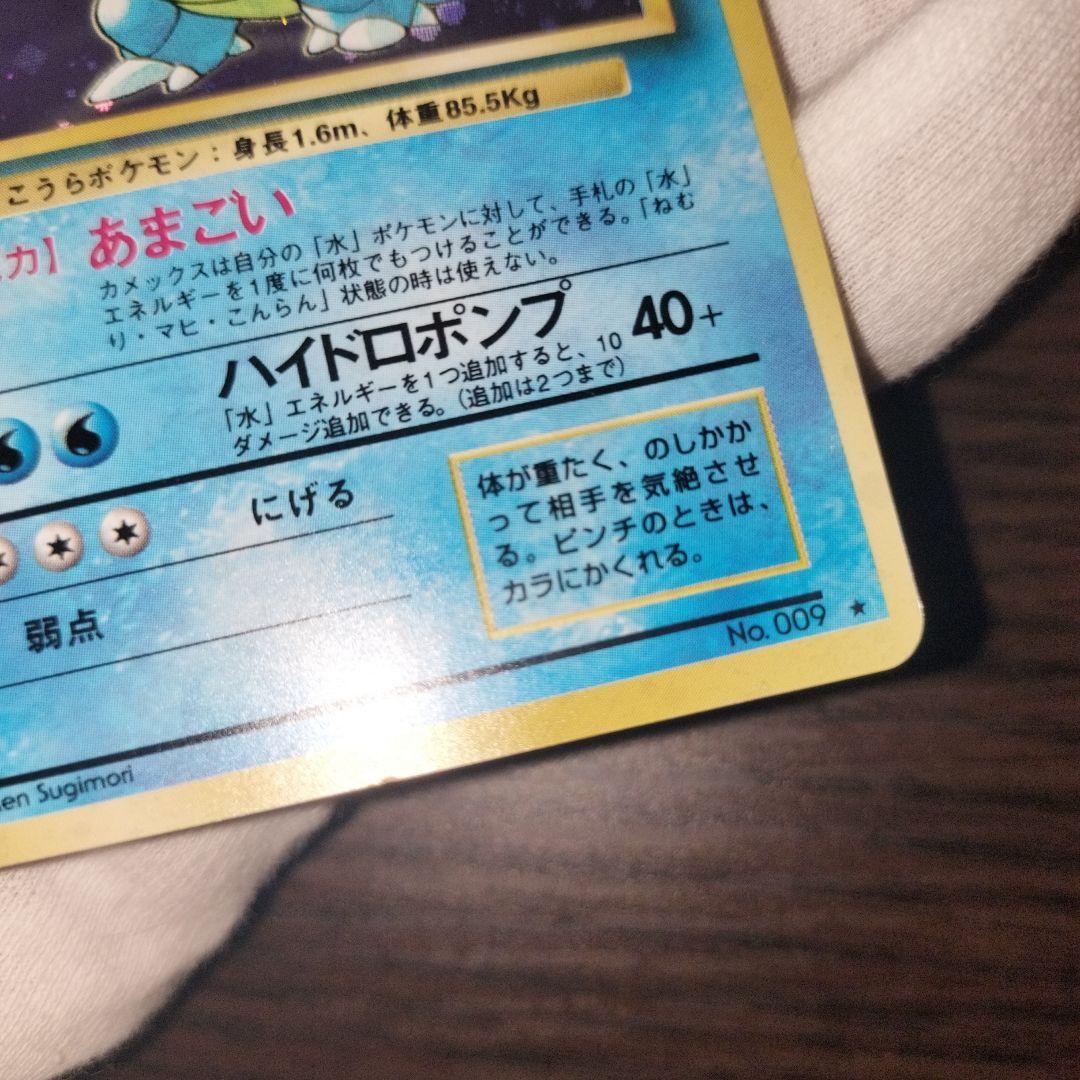 こうらポケモン：身長1.6m、体重85.5Kg
カ】 あまごい
カメックスは自分の「水」ポケモンに対して、手札の「水」
エネルギーを1度に何枚でもつけることができる。「ねむ
り・マヒ・こんらん」状態の時は使えない。
ハイドロポンプ 40+
「水」エネルギーを1つ追加すると、10
ダメージ追加できる。（追加は2つまで）
にげる
体が重たく、のしかか
って相手を気絶させ
る。ピンチのときは、
カラにかくれる。
弱点
No. 009 ★
en Sugimori